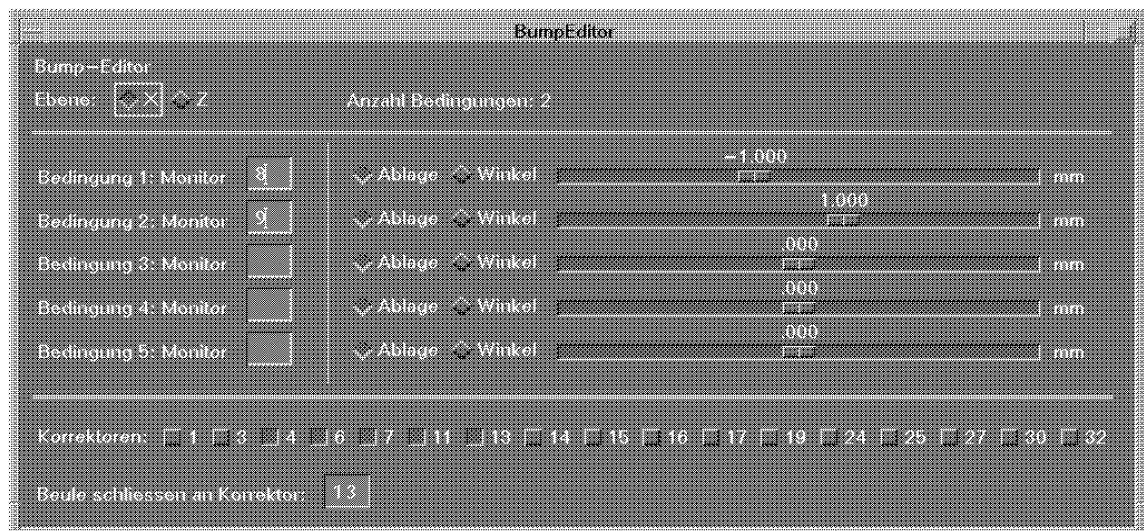 BumpEditor
Bump-Editor
Ebene: X Z Anzahl Bedingungen: 2
Bedingung 1: Monitor 8 Ablage Winkel -1.000 mm
Bedingung 2: Monitor 9 Ablage Winkel 1.000 mm
Bedingung 3: Monitor Ablage Winkel .000 mm
Bedingung 4: Monitor Ablage Winkel .000 mm
Bedingung 5: Monitor Ablage Winkel .000 mm
Korrektoren: 1 3 4 6 7 11 13 14 15 16 17 19 24 25 27 30 32
Beule schliessen an Korrektor: 13